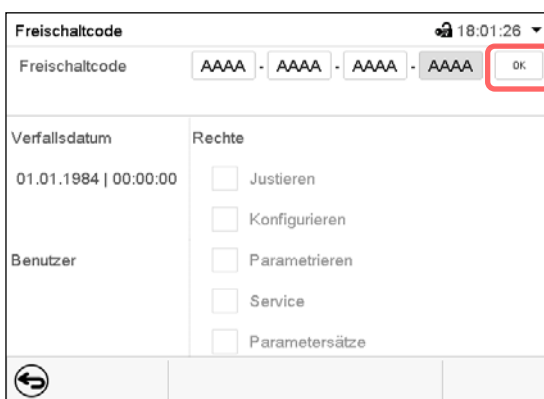 Freischaltcode 18:01:26
Freischaltcode AAAA - AAAA - AAAA - AAAA OK
Verfallsdatum Rechte
01.01.1984 | 00:00:00 Justieren
Konfigurieren
Benutzer Parametrieren
Service
Parametersätze